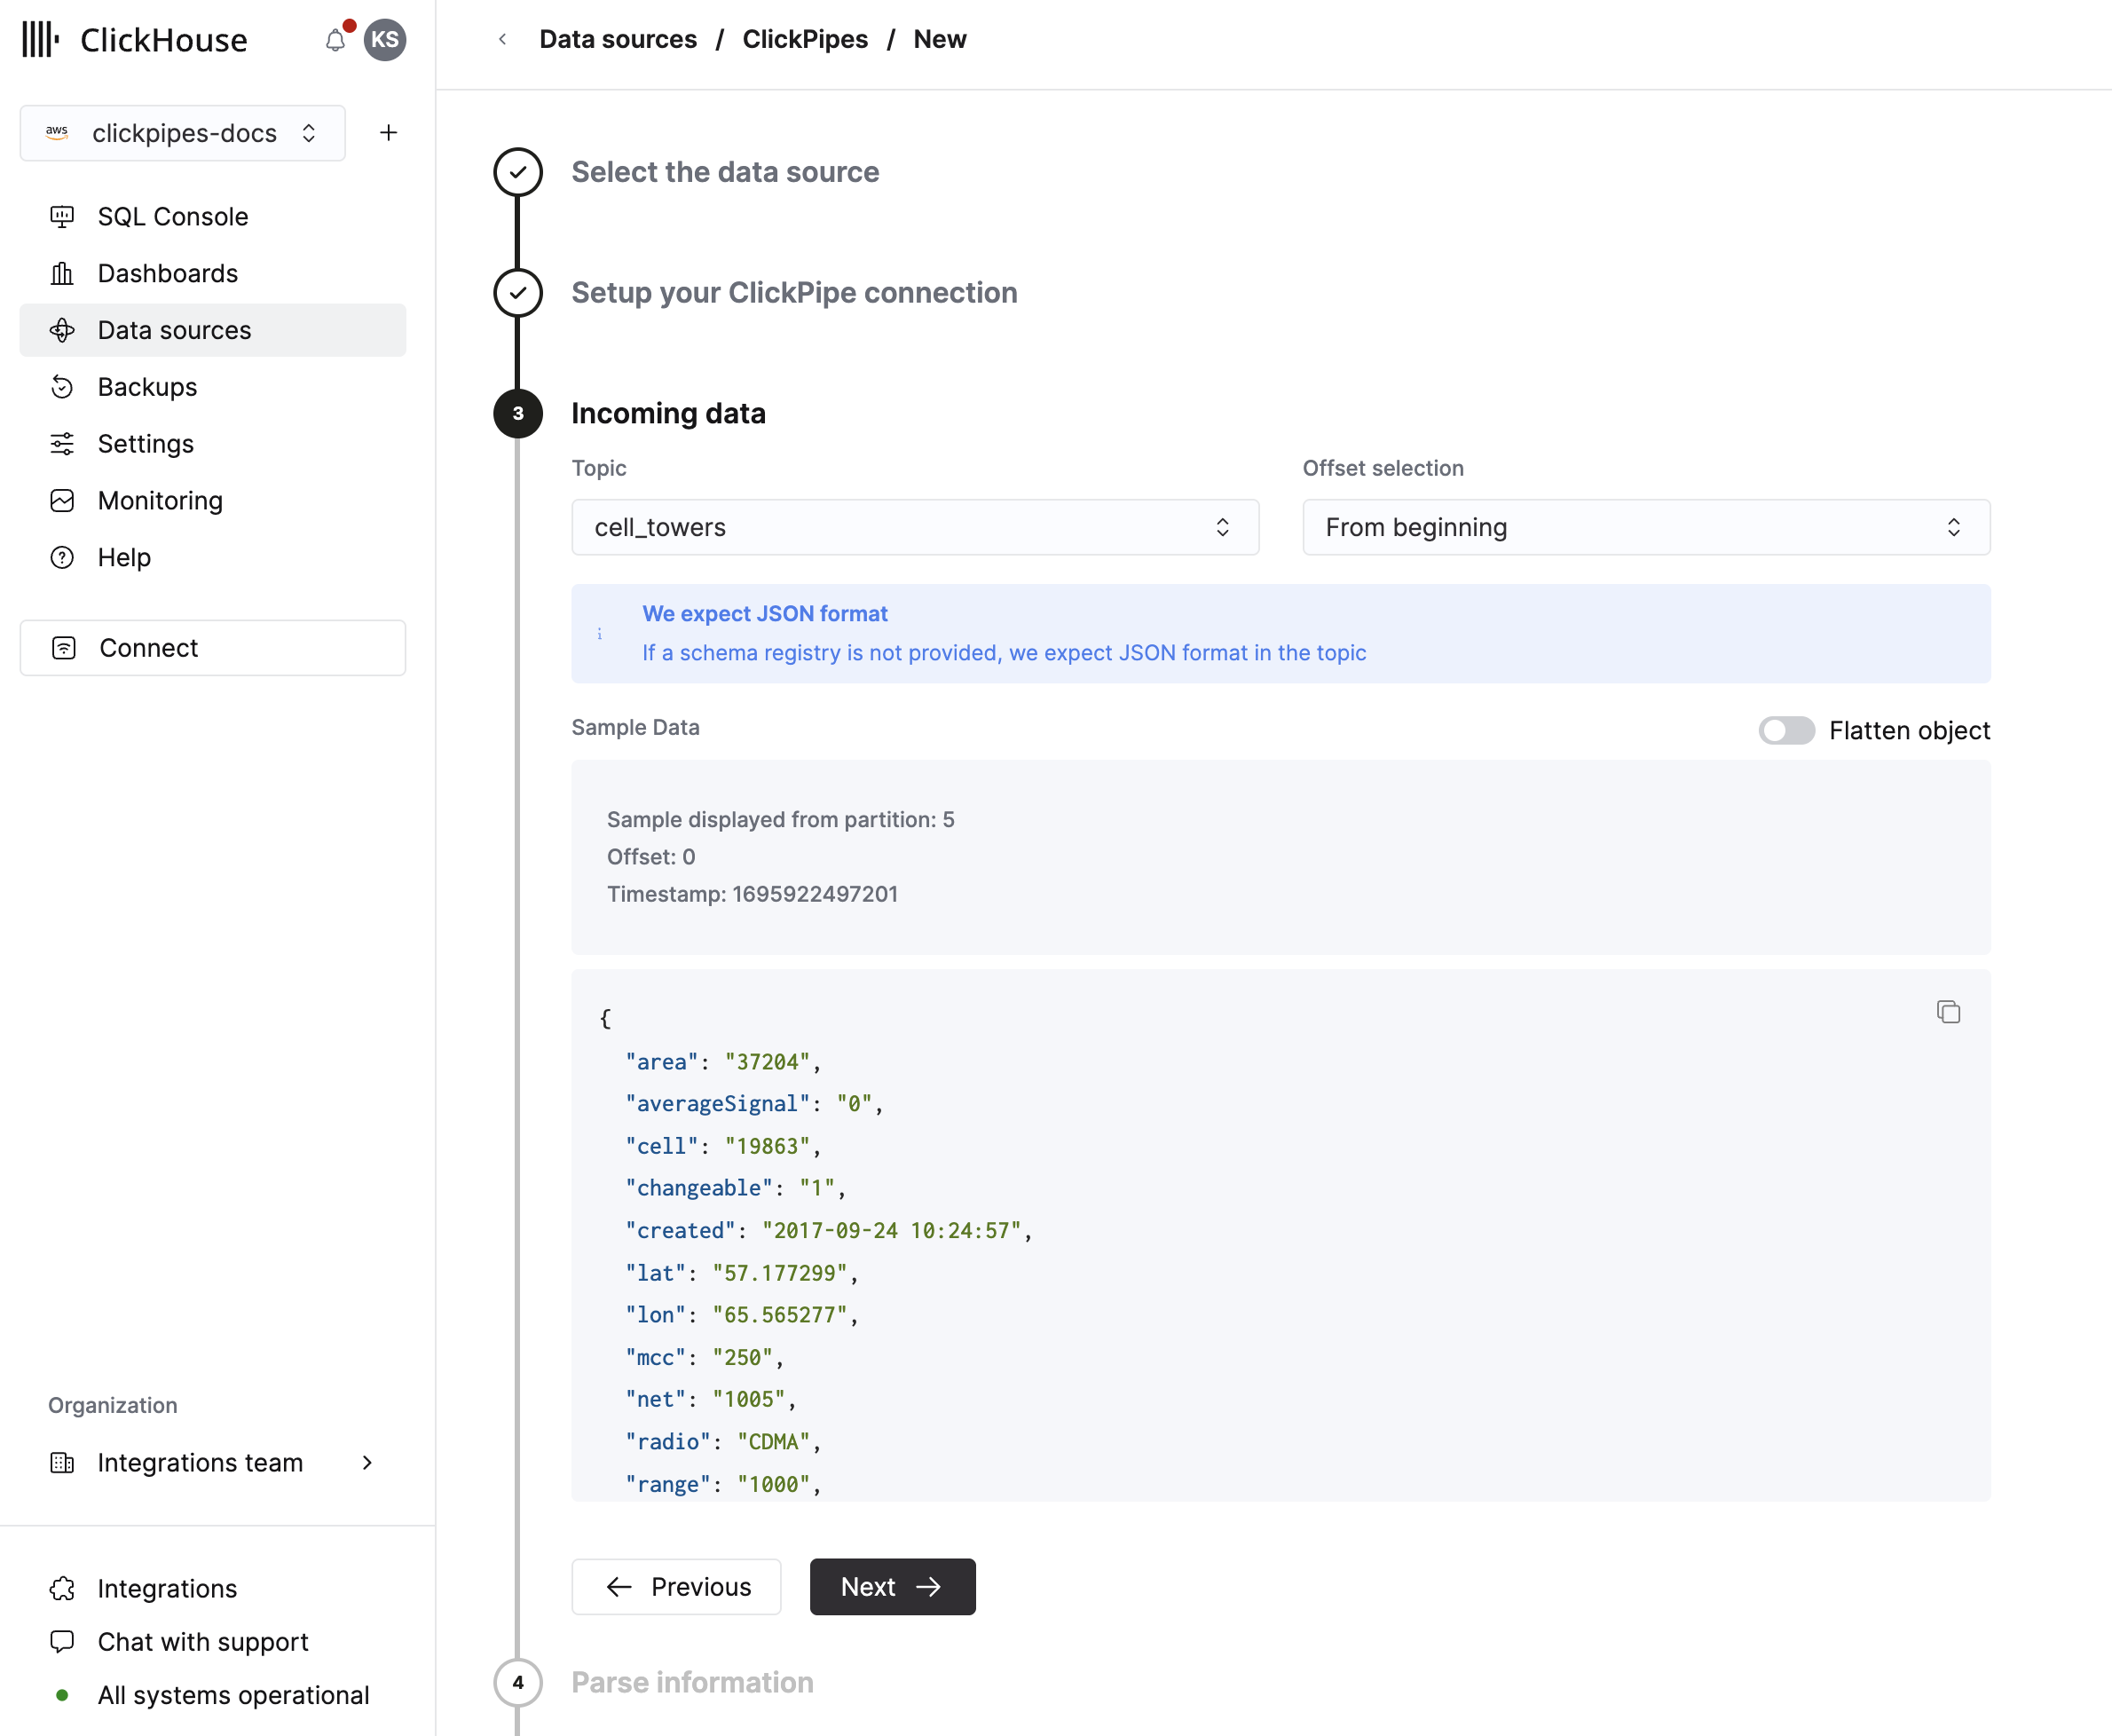 ClickHouse
KS
aws clickpipes-docs
SQL Console
Dashboards
Data sources
Backups
Settings
Monitoring
Help
Connect
Organization
Integrations team
Integrations
Chat with support
All systems operational
Data sources / ClickPipes / New
Select the data source
Setup your ClickPipe connection
3 Incoming data
Topic
cell_towers
Offset selection
From beginning
We expect JSON format
If a schema registry is not provided, we expect JSON format in the topic
Sample Data
Flatten object
Sample displayed from partition: 5
Offset: 0
Timestamp: 1695922497201
{
"area": "37204",
"averageSignal": "0",
"cell": "19863",
"changeable": "1",
"created": "2017-09-24 10:24:57",
"lat": "57.177299",
"lon": "65.565277",
"mcc": "250",
"net": "1005",
"radio": "CDMA",
"range": "1000",
Previous
Next
4 Parse information